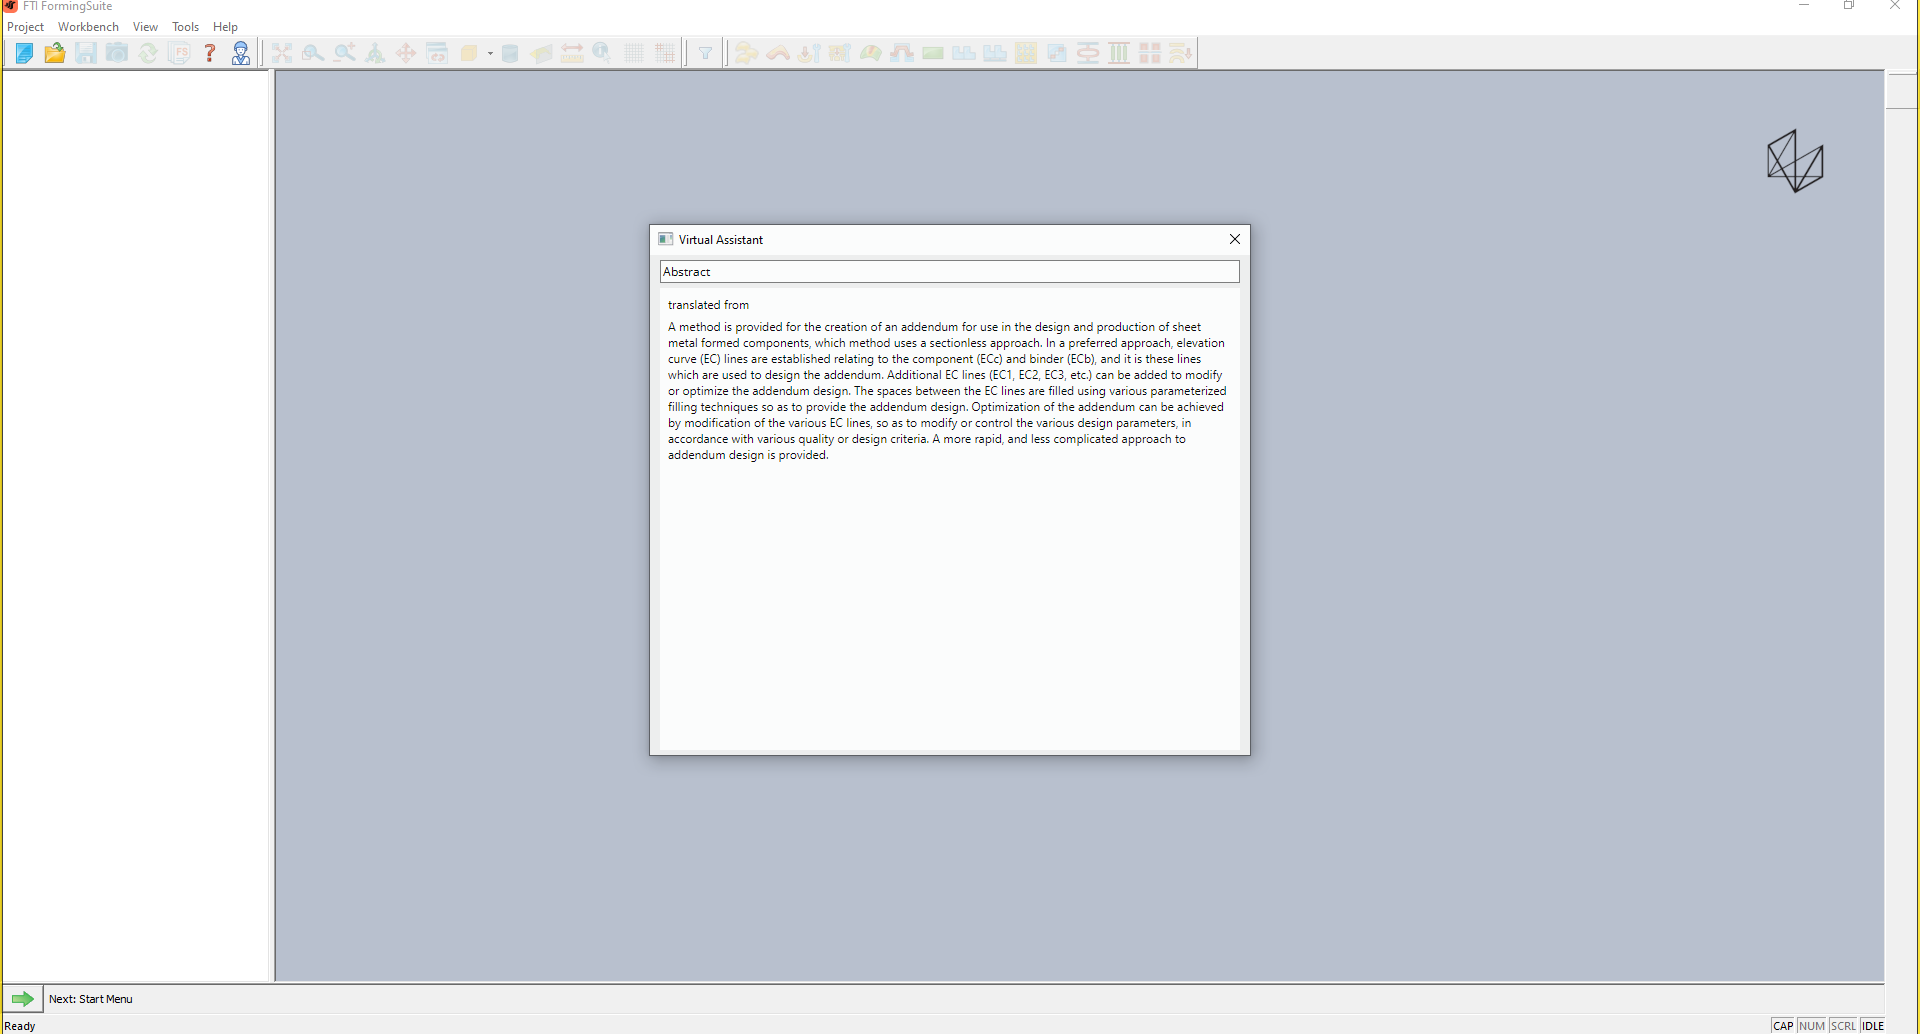 FTI FormingSuite
Project Workbench View Tools Help
FS
Virtual Assistant
Abstract
translated from
A method is provided for the creation of an addendum for use in the design and production of sheet
metal formed components, which method uses a sectionless approach. In a preferred approach, elevation
curve (EC) lines are established relating to the component (ECc) and binder (ECb), and it is these lines
which are used to design the addendum. Additional EC lines (EC1, EC2, EC3, etc.) can be added to modify
or optimize the addendum design. The spaces between the EC lines are filled using various parameterized
filling techniques so as to provide the addendum design. Optimization of the addendum can be achieved
by modification of the various EC lines, so as to modify or control the various design parameters, in
accordance with various quality or design criteria. A more rapid, and less complicated approach to
addendum design is provided.
Next: Start Menu
Ready
CAP NUM SCRL IDLE